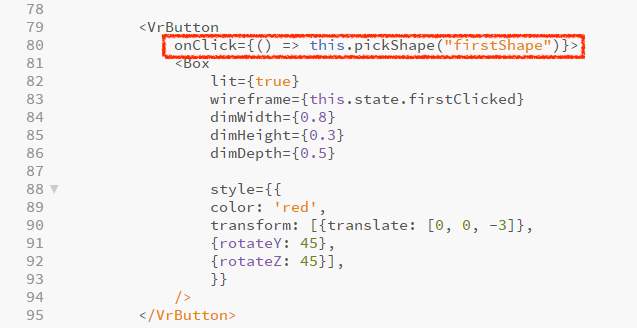 78
79 <VrButton
80 onClick={() => this.pickShape("firstShape")}>
81 <Box
82 lit={true}
83 wireframe={this.state.firstClicked}
84 dimWidth={0.8}
85 dimHeight={0.3}
86 dimDepth={0.5}
87
88 style={{
89 color: 'red',
90 transform: [{translate: [0, 0, -3]},
91 {rotateY: 45},
92 {rotateZ: 45}],
93 }}
94 />
95 </VrButton>